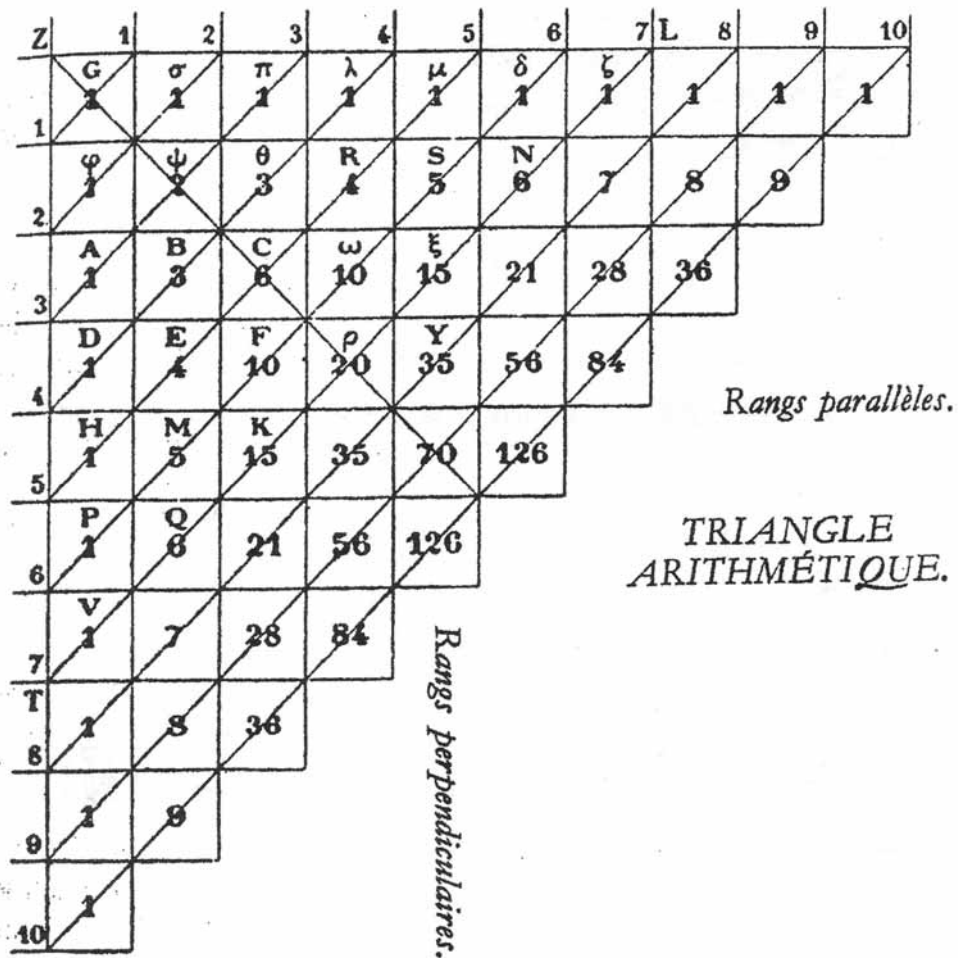 Z 1 2 3 4 5 6 7 L 8 9 10
G σ π λ μ δ ζ
1 1 1 1 1 1 1 1 1 1
1
φ ψ θ R S N
1 2 3 4 5 6 7 8 9
2
A B C ω ξ
1 3 6 10 15 21 28 36
3
D E F ρ Y
1 4 10 20 35 56 84
4
Rangs parallèles.
H M K
1 5 15 35 70 126
5
P Q
1 6 21 56 126
6
TRIANGLE
ARITHMÉTIQUE.
V
1 7 28 84
7
T
1 8 36
8
Rangs perpendiculaires.
1 9
9
1
10